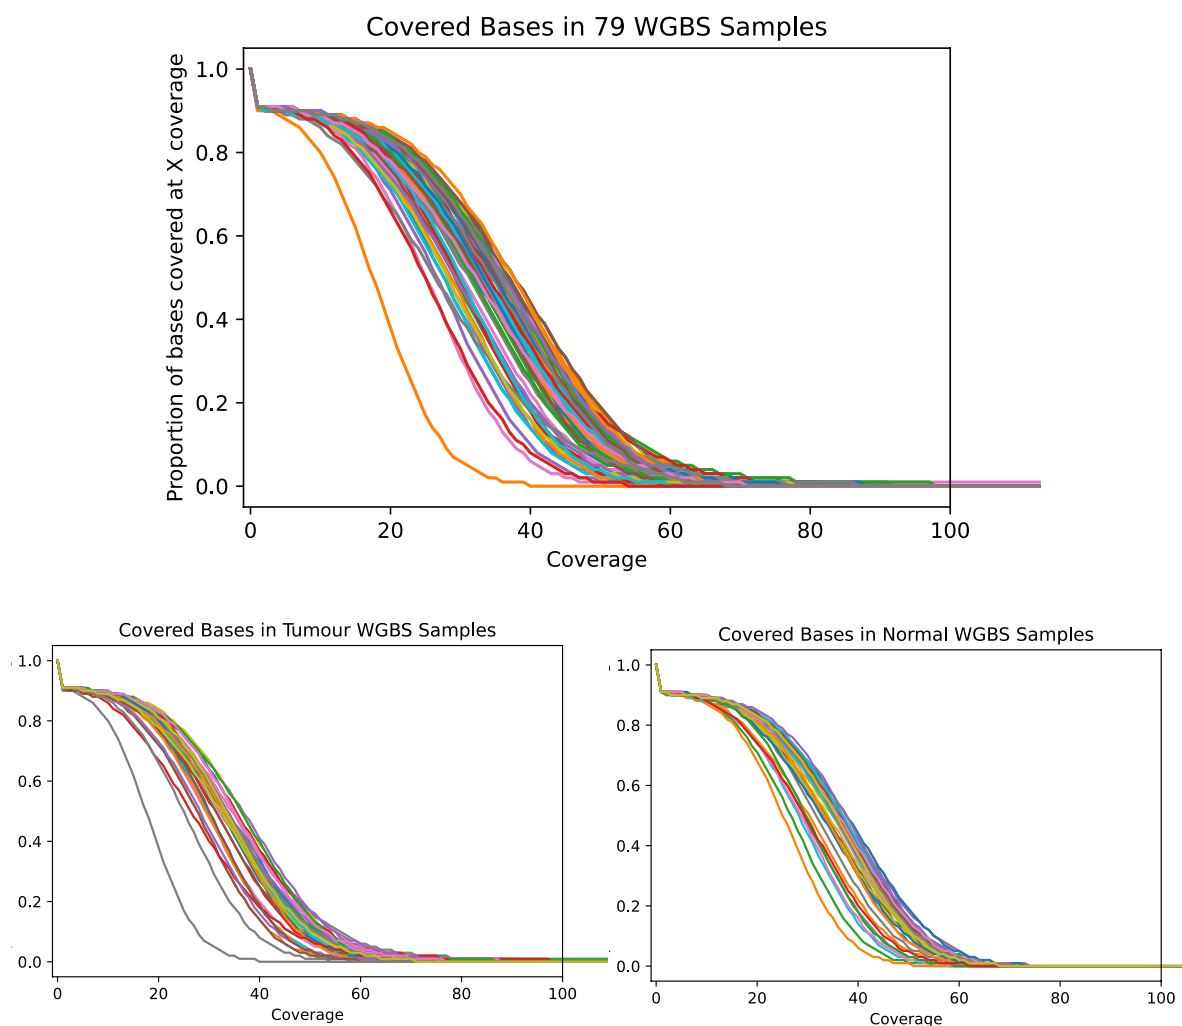 Covered Bases in 79 WGBS Samples
Proportion of bases covered at X coverage
1.0
0.8
0.6
0.4
0.2
0.0
0 20 40 60 80 100
Coverage
Covered Bases in Tumour WGBS Samples
1.0
0.8
0.6
0.4
0.2
0.0
0 20 40 60 80 100
Coverage
Covered Bases in Normal WGBS Samples
1.0
0.8
0.6
0.4
0.2
0.0
0 20 40 60 80 100
Coverage